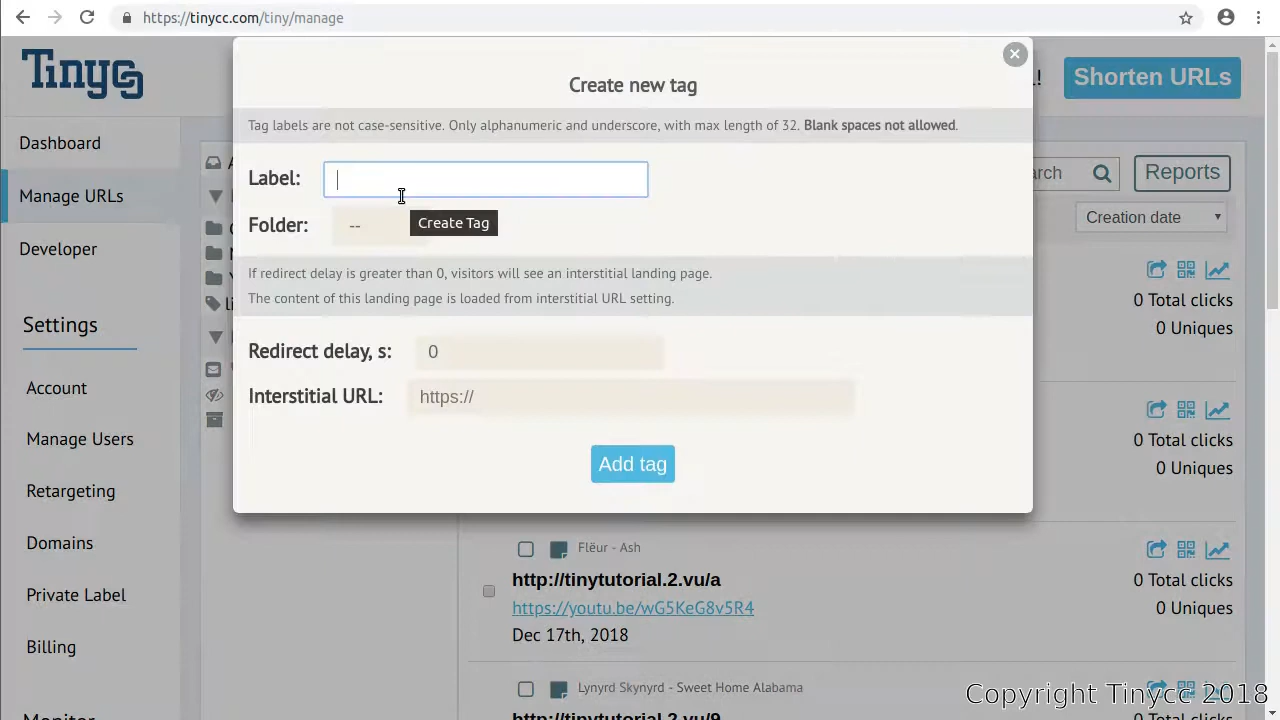 https://tinycc.com/tiny/manage
Tinycc
!
Shorten URLs
Dashboard
Manage URLs
Developer
Settings
Account
Manage Users
Retargeting
Domains
Private Label
Billing
Create new tag
Tag labels are not case-sensitive. Only alphanumeric and underscore, with max length of 32. Blank spaces not allowed.
Label:
Folder: --
Create Tag
If redirect delay is greater than 0, visitors will see an interstitial landing page.
The content of this landing page is loaded from interstitial URL setting.
Redirect delay, s: 0
Interstitial URL: https://
Add tag
Reports
Creation date
0 Total clicks
0 Uniques
0 Total clicks
0 Uniques
Flëur - Ash
http://tinytutorial.2.vu/a
https://youtu.be/wG5KeG8v5R4
Dec 17th, 2018
0 Total clicks
0 Uniques
Lynyrd Skynyrd - Sweet Home Alabama
http://tinytutorial.2.vu/9
Monitor
Copyright Tinycc 2018